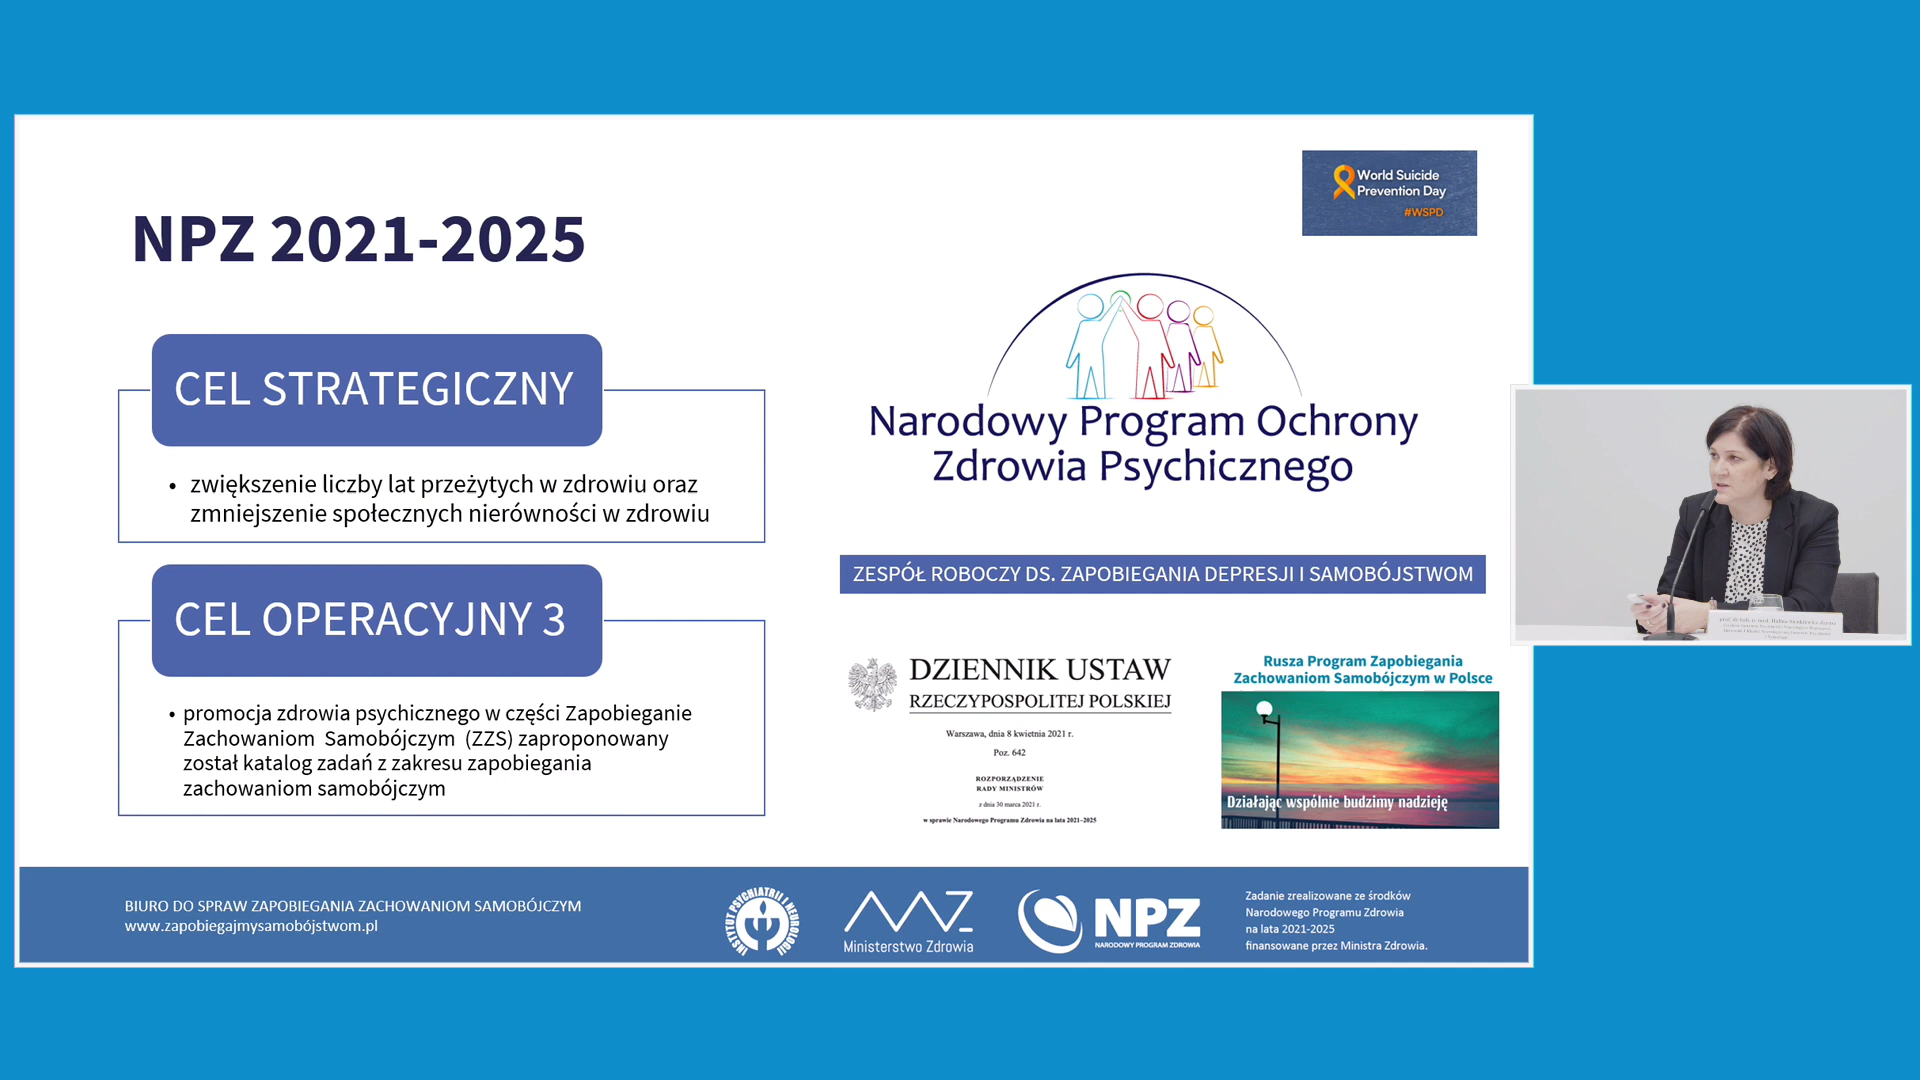 World Suicide
Prevention Day
#WSPD
NPZ 2021-2025
CEL STRATEGICZNY
• zwiększenie liczby lat przeżytych w zdrowiu oraz
zmniejszenie społecznych nierówności w zdrowiu
CEL OPERACYJNY 3
• promocja zdrowia psychicznego w części Zapobieganie
Zachowaniom Samobójczym (ZZS) zaproponowany
został katalog zadań z zakresu zapobiegania
zachowaniom samobójczym
Narodowy Program Ochrony
Zdrowia Psychicznego
ZESPÓŁ ROBOCZY DS. ZAPOBIEGANIA DEPRESJI I SAMOBÓJSTWOM
DZIENNIK USTAW
RZECZYPOSPOLITEJ POLSKIEJ
Warszawa, dnia 8 kwietnia 2021 r.
Poz. 642
ROZPORZĄDZENIE
RADY MINISTRÓW
z dnia 30 marca 2021 r.
w sprawie Narodowego Programu Zdrowia na lata 2021–2025
Rusza Program Zapobiegania
Zachowaniom Samobójczym w Polsce
Działając wspólnie budzimy nadzieję
BIURO DO SPRAW ZAPOBIEGANIA ZACHOWANIOM SAMOBÓJCZYM
www.zapobiegajmysamobójstwom.pl
INSTYTUT PSYCHIATRII I NEUROLOGII
Ministerstwo Zdrowia
NPZ
NARODOWY PROGRAM ZDROWIA
Zadanie zrealizowane ze środków
Narodowego Programu Zdrowia
na lata 2021-2025
finansowane przez Ministra Zdrowia.